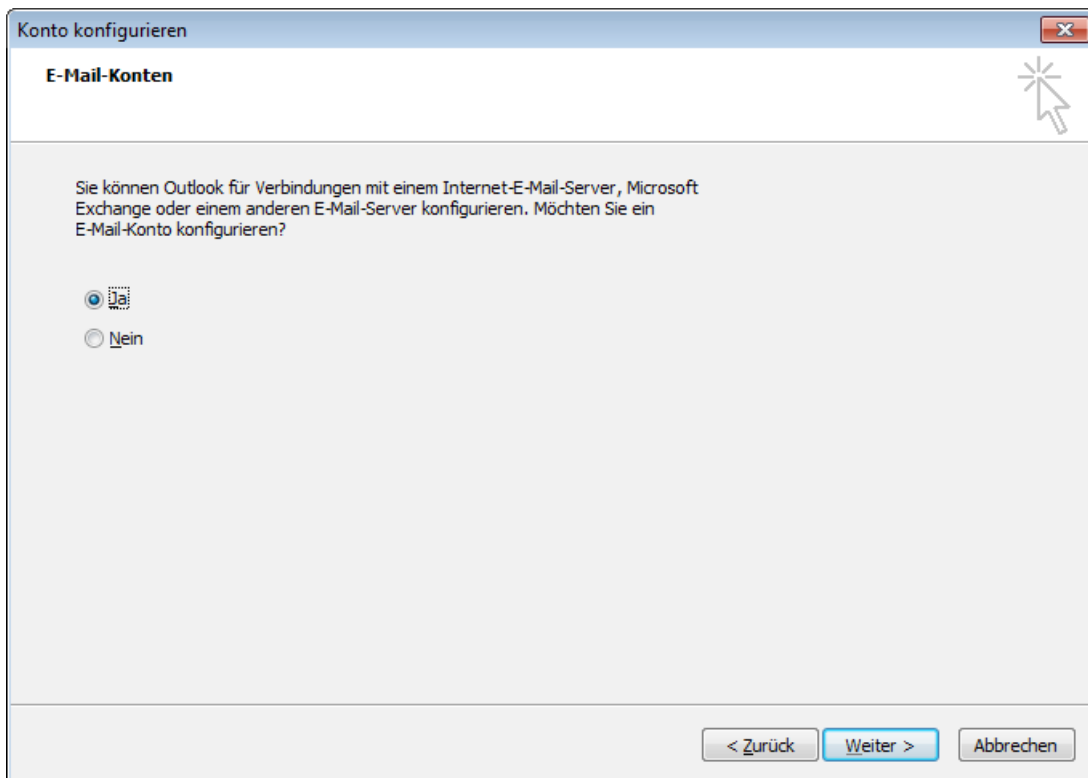 Konto konfigurieren
E-Mail-Konten
Sie können Outlook für Verbindungen mit einem Internet-E-Mail-Server, Microsoft
Exchange oder einem anderen E-Mail-Server konfigurieren. Möchten Sie ein
E-Mail-Konto konfigurieren?
Ja
Nein
< Zurück Weiter > Abbrechen